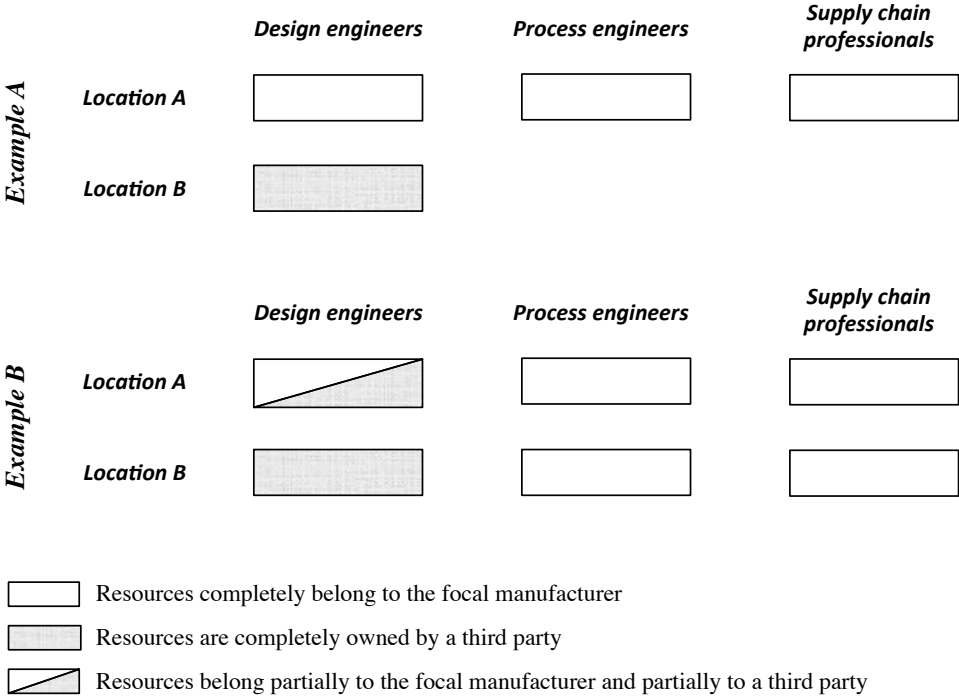 Design engineers Process engineers Supply chain
professionals
Example A
Location A
Location B
Design engineers Process engineers Supply chain
professionals
Example B
Location A
Location B
Resources completely belong to the focal manufacturer
Resources are completely owned by a third party
Resources belong partially to the focal manufacturer and partially to a third party